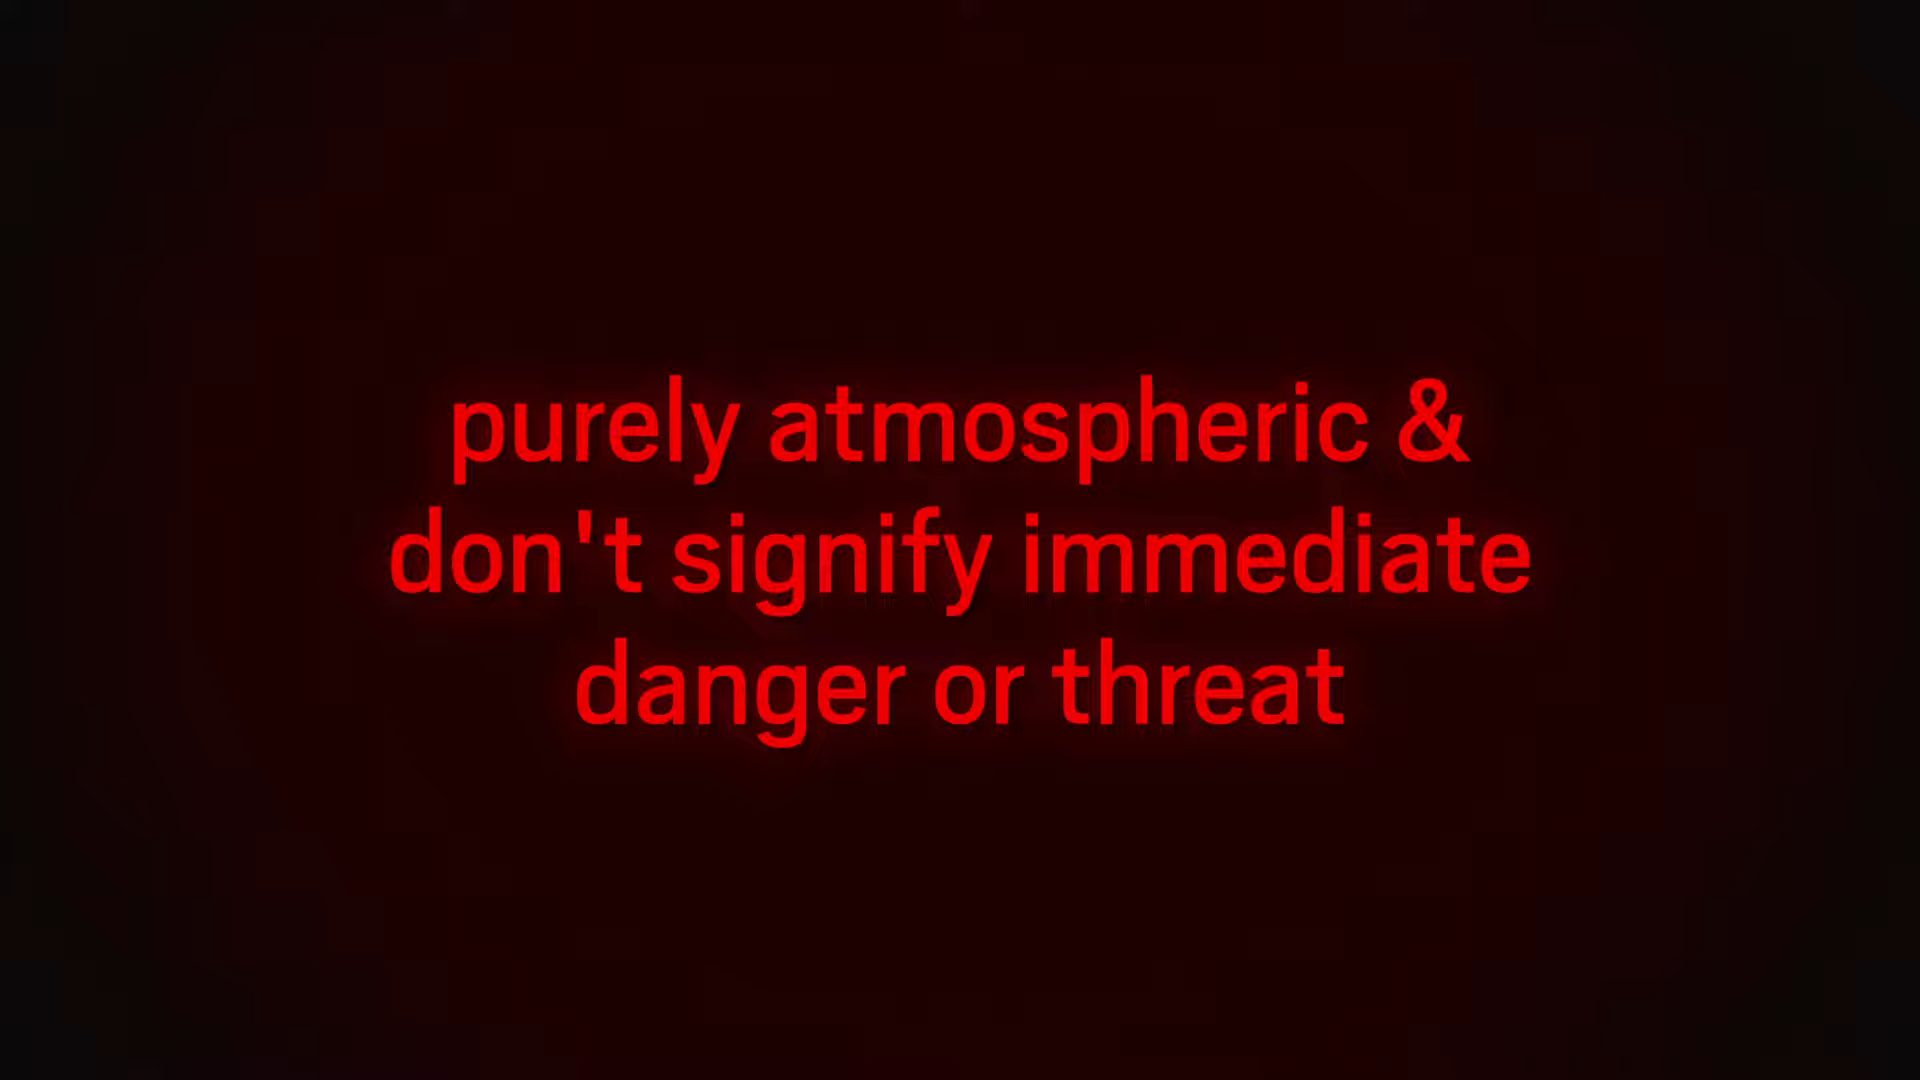 purely atmospheric &
don't signify immediate
danger or threat